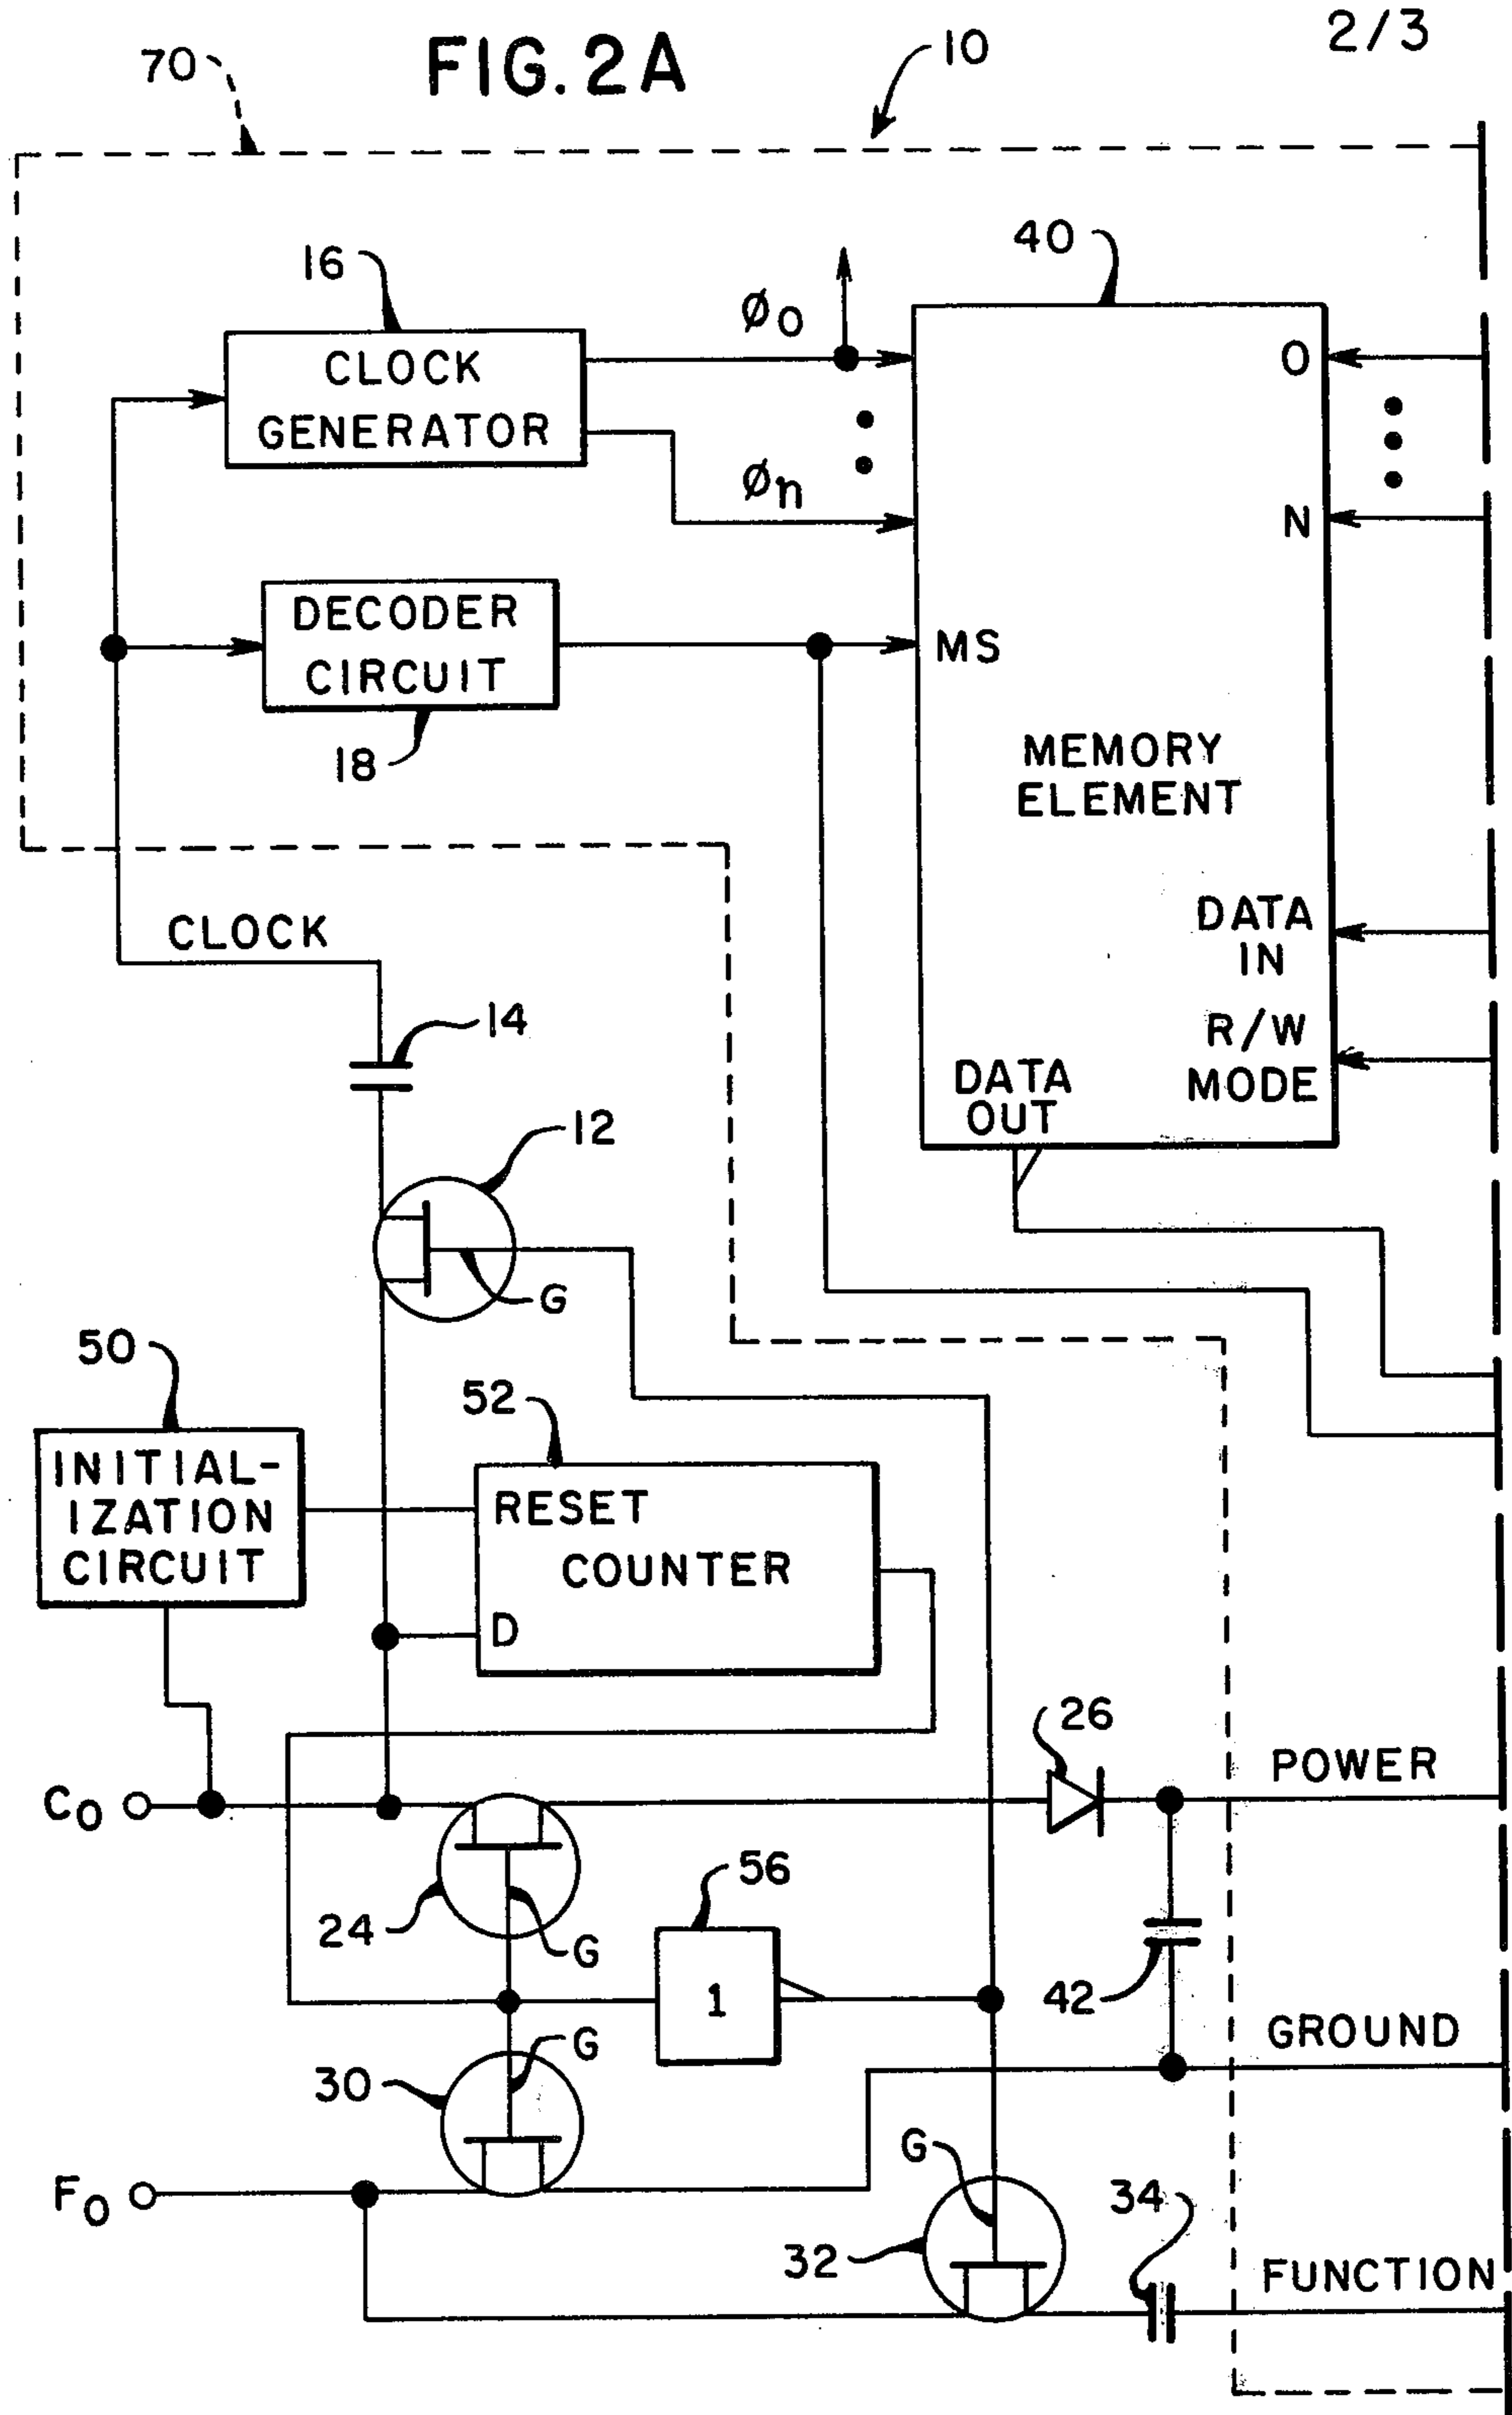 2/3
FIG. 2A
70
10
40
16
CLOCK
GENERATOR
ϕ0
ϕn
O
N
DECODER
CIRCUIT
18
MS
MEMORY
ELEMENT
DATA
IN
R/W
MODE
DATA
OUT
CLOCK
14
12
G
50
INITIAL-
IZATION
CIRCUIT
52
RESET
COUNTER
D
26
POWER
C0
24
G
56
1
42
GROUND
G
30
F0
G
32
34
FUNCTION